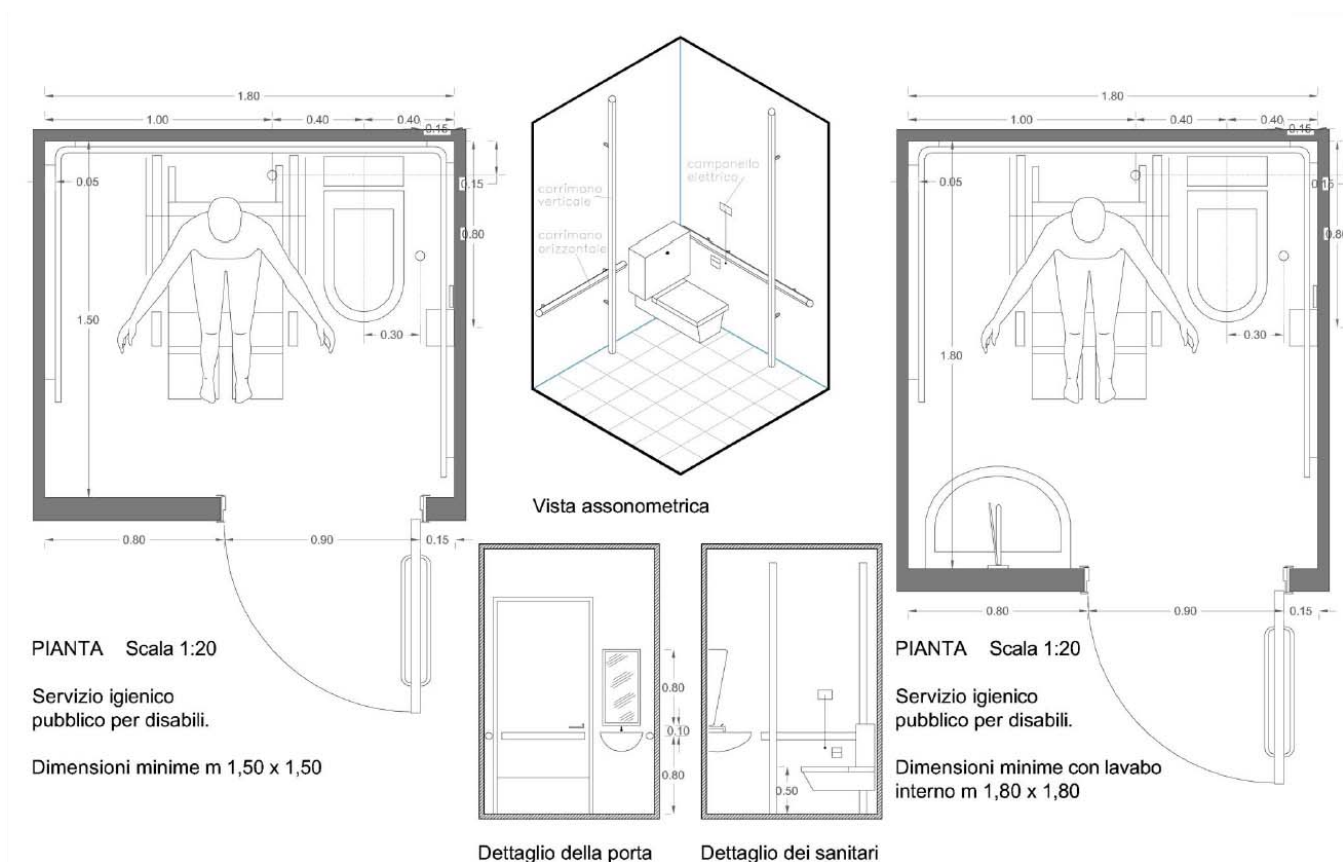 1.80
1.00
0.40
0.40
0.15
0.05
0.15
0.80
1.50
0.30
0.80
0.90
0.15
PIANTA Scala 1:20
Servizio igienico
pubblico per disabili.
Dimensioni minime m 1,50 x 1,50
carrimano
verticale
carrimano
orizzontale
campanello
elettrico
Vista assonometrica
0.80
0.10
0.80
Dettaglio della porta
0.50
Dettaglio dei sanitari
1.80
1.00
0.40
0.40
0.15
0.05
0.15
0.80
1.80
0.30
0.80
0.90
0.15
PIANTA Scala 1:20
Servizio igienico
pubblico per disabili.
Dimensioni minime con lavabo
interno m 1,80 x 1,80